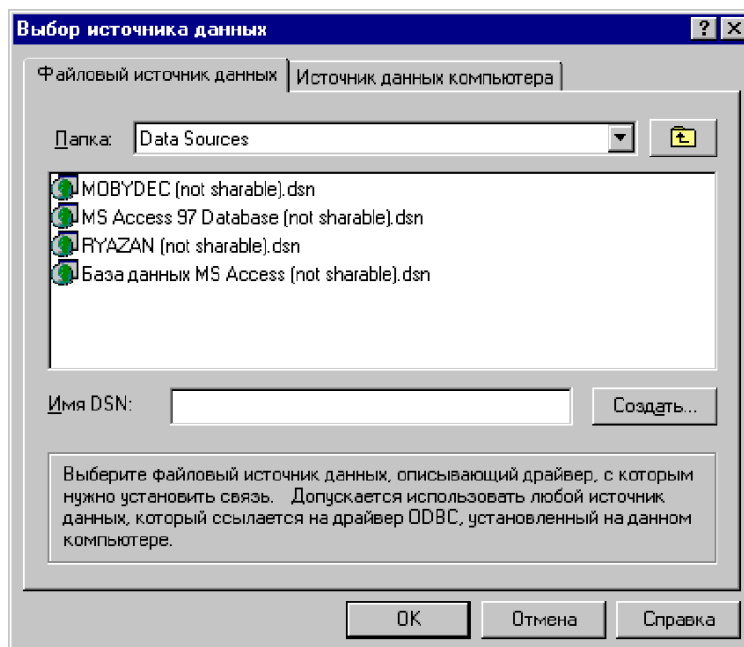 Выбор источника данных
Файловый источник данных
Источник данных компьютера
Папка: Data Sources
MOBYDEC (not sharable).dsn
MS Access 97 Database (not sharable).dsn
RYAZAN (not sharable).dsn
База данных MS Access (not sharable).dsn
Имя DSN:
Создать...
Выберите файловый источник данных, описывающий драйвер, с которым
нужно установить связь. Допускается использовать любой источник
данных, который ссылается на драйвер ODBC, установленный на данном
компьютере.
OK Отмена Справка